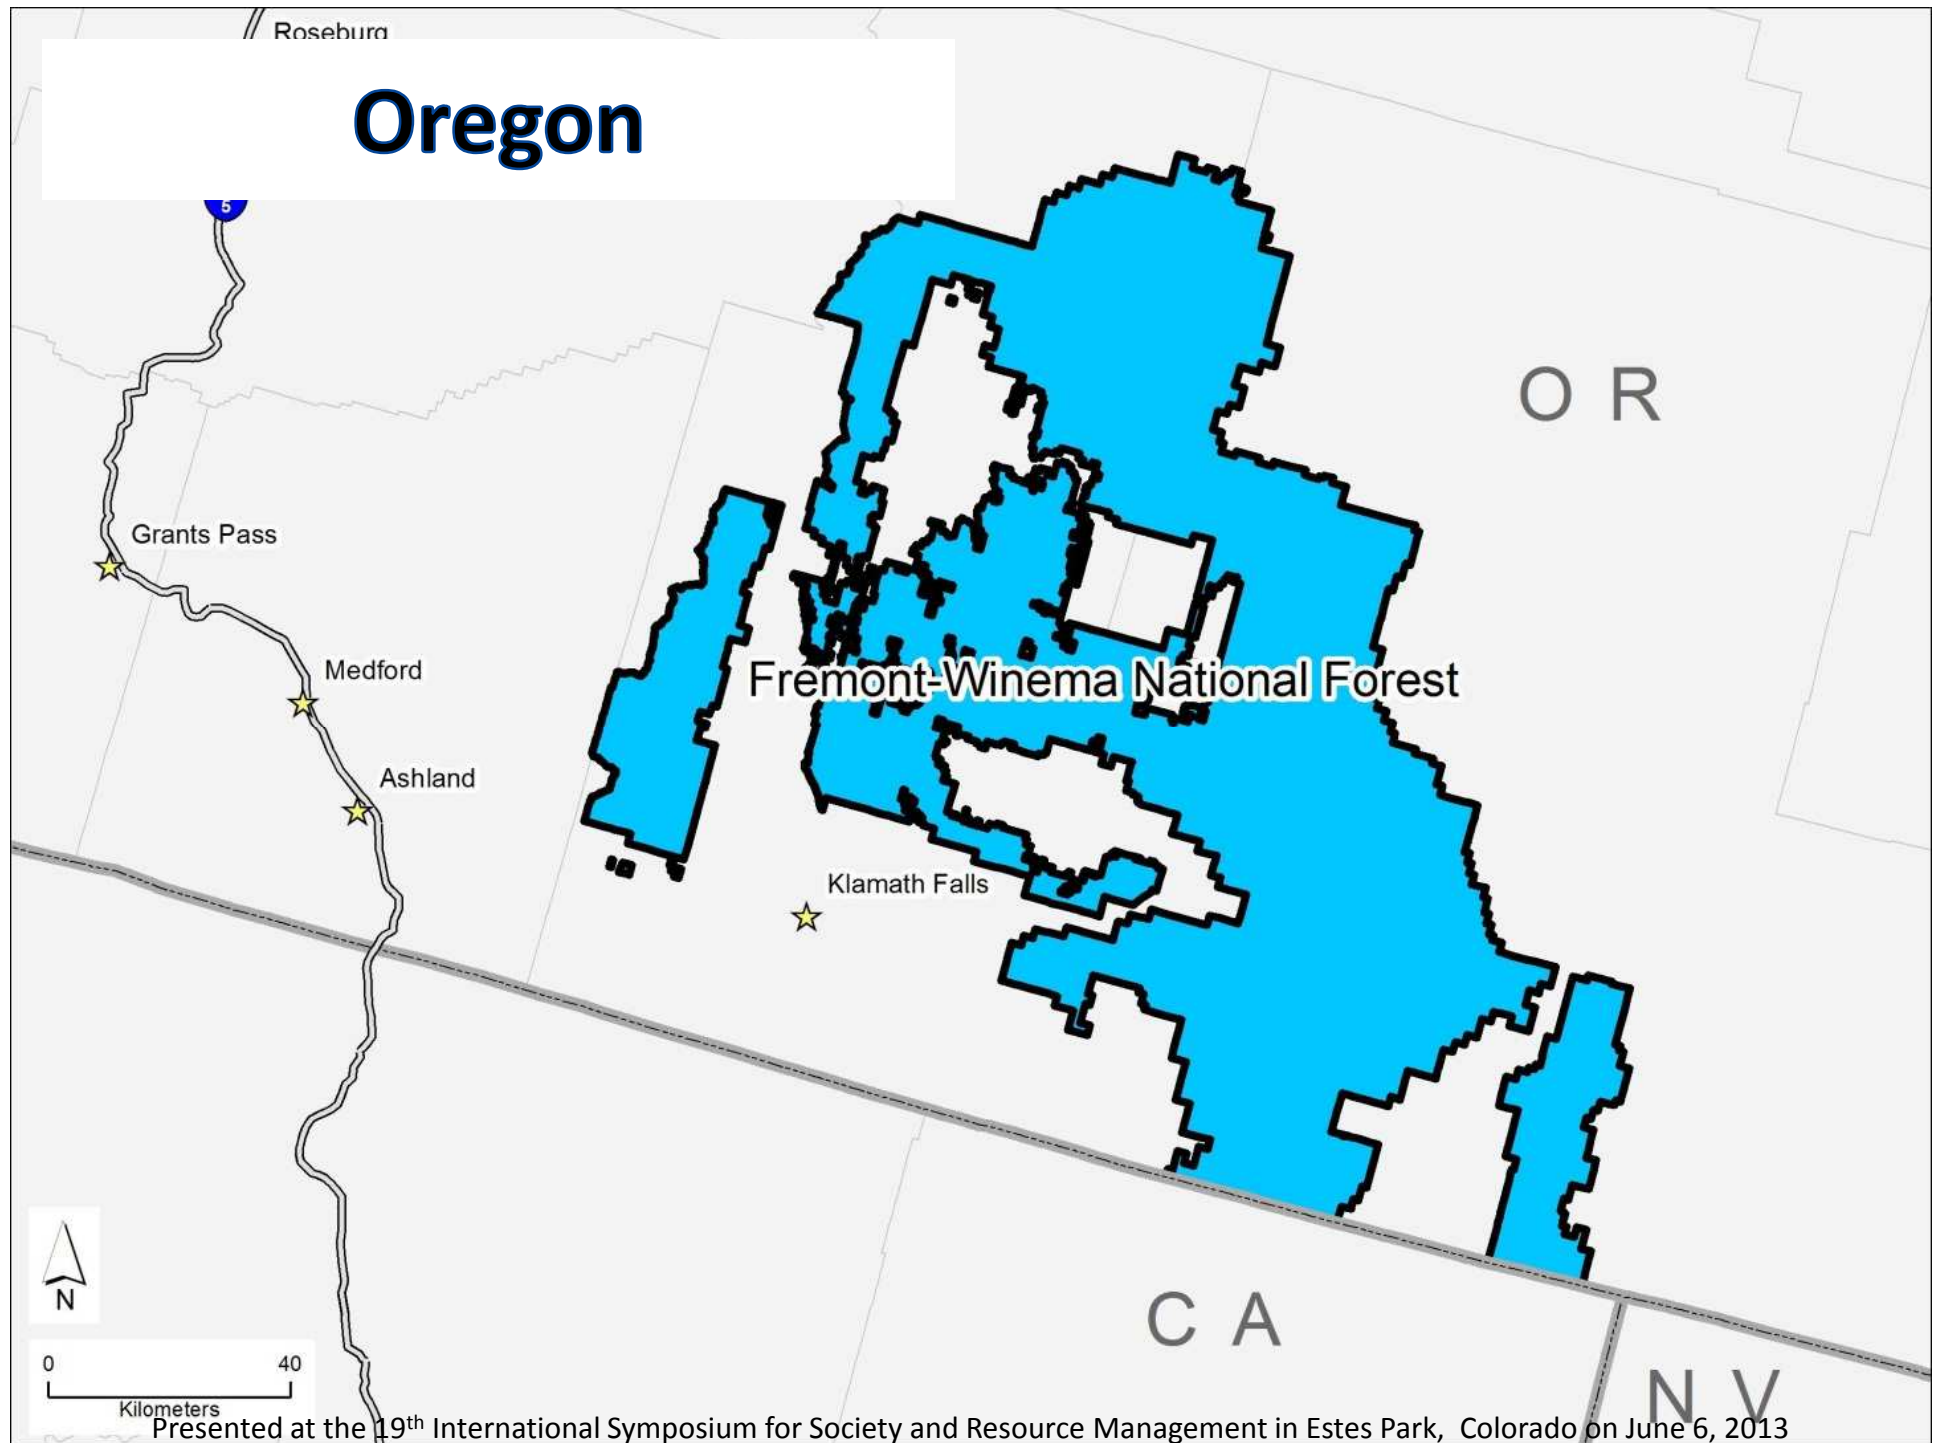 Roseburg
Oregon
5
O R
Grants Pass
Medford
Fremont-Winema National Forest
Ashland
Klamath Falls
N
C A
0 40
Kilometers
N V
Presented at the 19th International Symposium for Society and Resource Management in Estes Park, Colorado on June 6, 2013